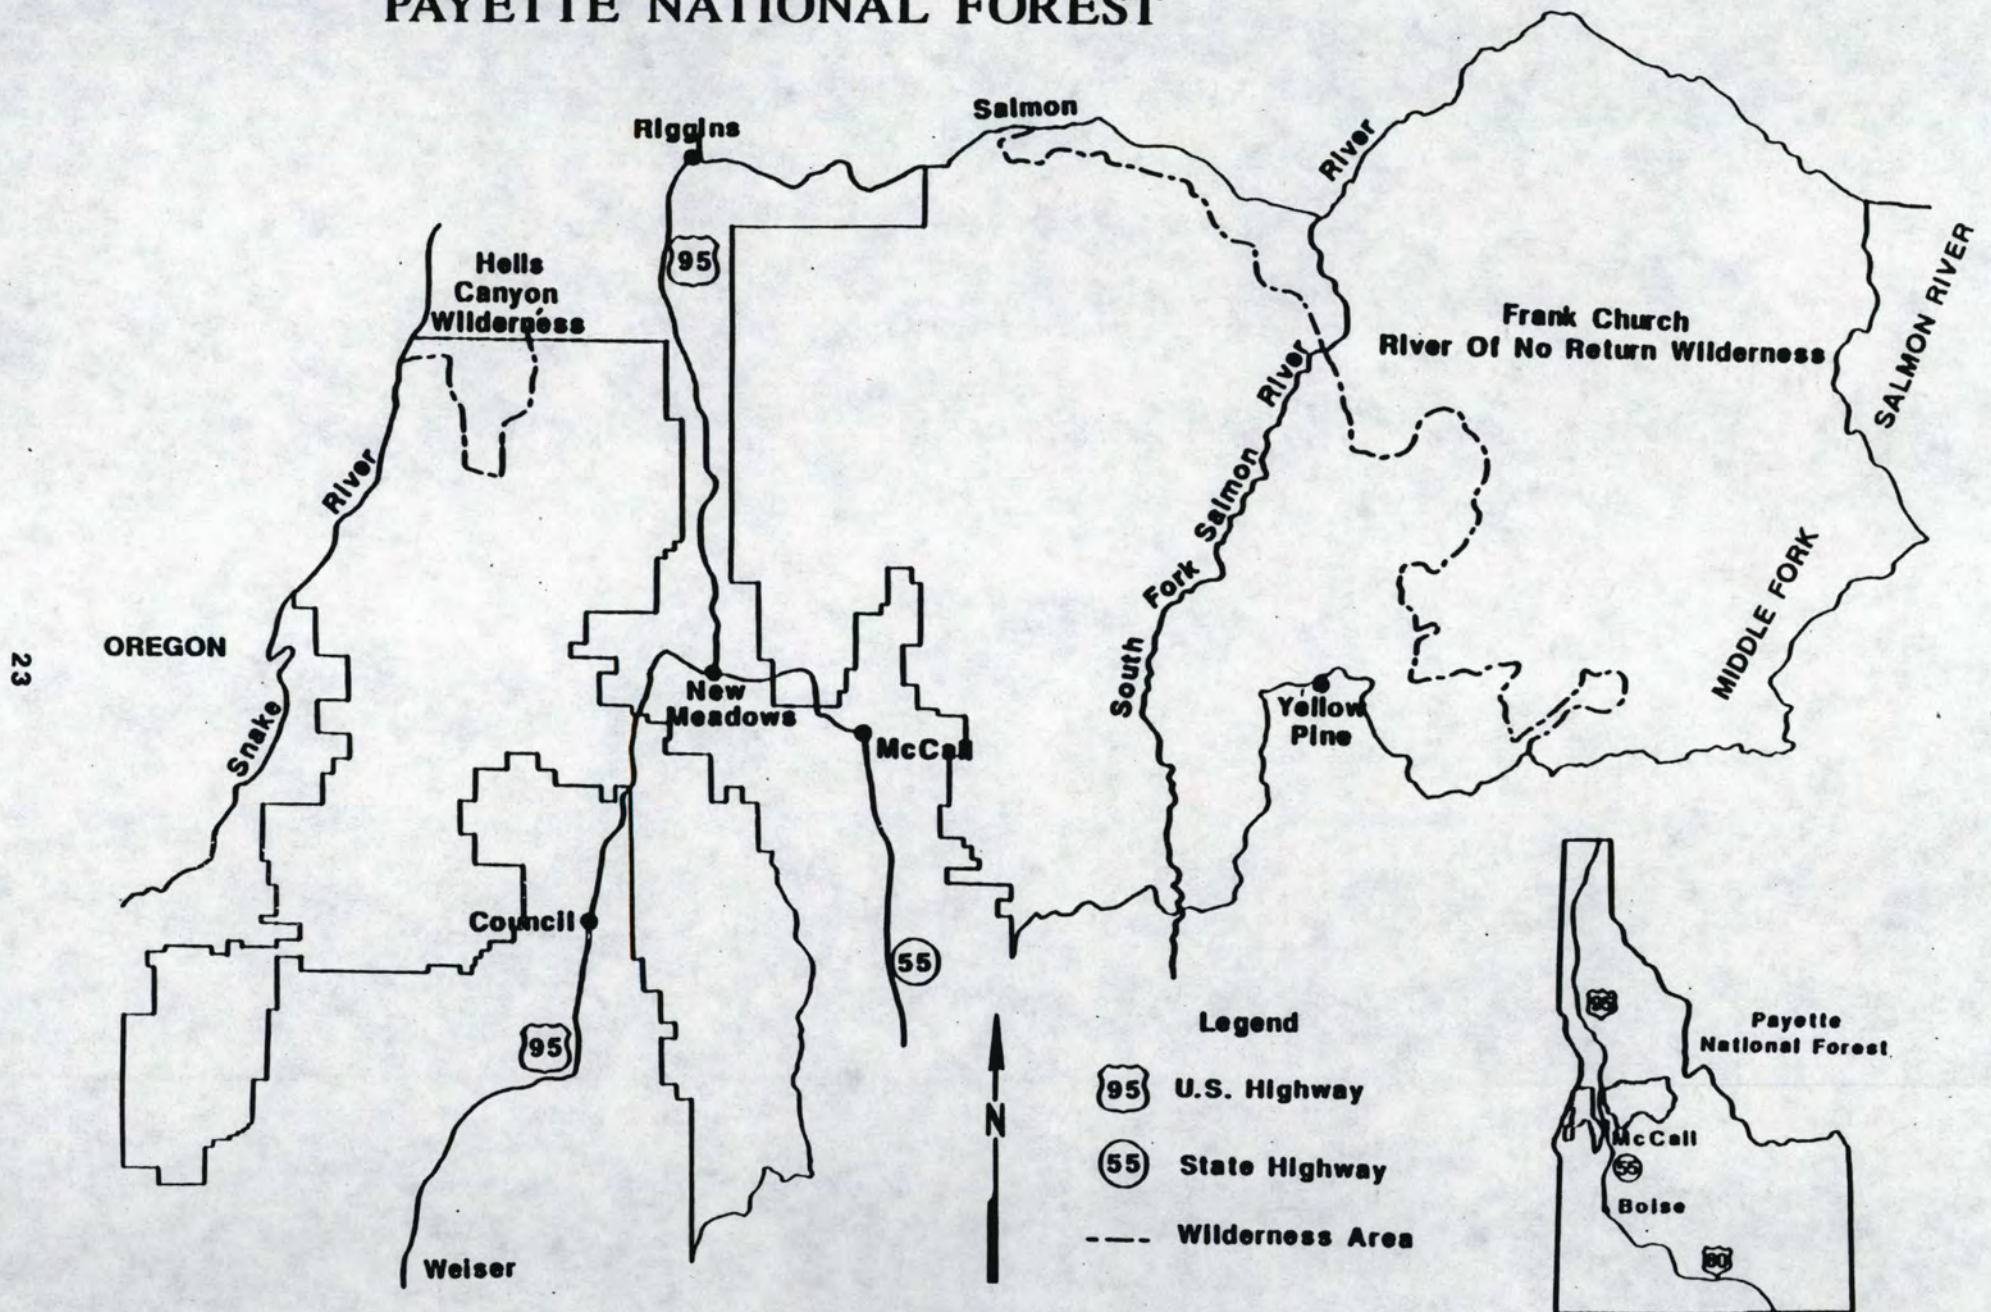 PAYETTE NATIONAL FOREST
Salmon
River
Riggins
95
Hells
Canyon
Wilderness
Frank Church
River Of No Return Wilderness
SALMON RIVER
River
South Fork Salmon River
MIDDLE FORK
OREGON
Snake
23
New
Meadows
McCall
Yellow
Pine
Council
55
95
Weiser
N
Legend
95 U.S. Highway
55 State Highway
Wilderness Area
95
Payette
National Forest
McCall
55
Boise
80